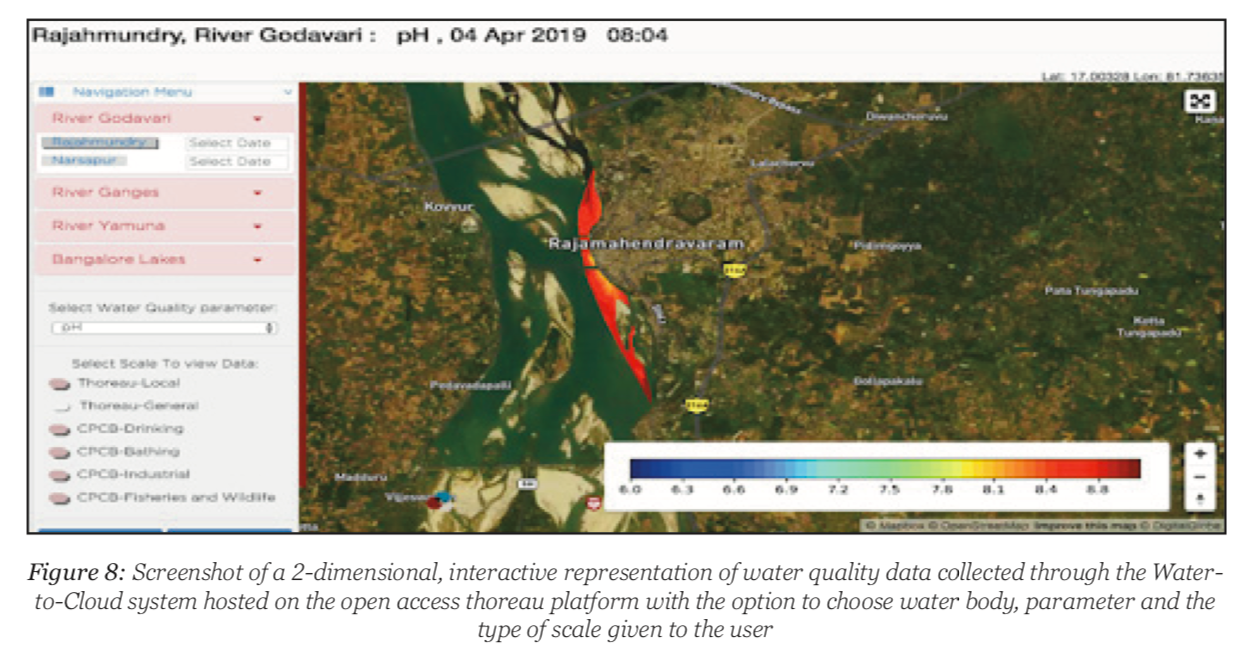 Rajahmundry, River Godavari : pH , 04 Apr 2019 08:04
Lat: 17.00328 Lon: 81.73635
Navigation Menu
River Godavari
Rajahmundry Select Date
Narsapur Select Date
River Ganges
River Yamuna
Bangalore Lakes
Select Water Quality parameter:
pH
Select Scale To view Data:
Thoreau-Local
Thoreau-General
CPCB-Drinking
CPCB-Bathing
CPCB-Industrial
CPCB-Fisheries and Wildlife
Bypass
Diwancheruvu
Kana
Lalacheruvu
Kovvur
Rajamahendravaram
Pidimgoyya
Pata Tungapadu
Kotta
Tungapadu
Bollapakalu
Madduru
6.0 6.3 6.6 6.9 7.2 7.5 7.8 8.1 8.4 8.8
© Mapbox © OpenStreetMap Improve this map © DigitalGlobe
Figure 8: Screenshot of a 2-dimensional, interactive representation of water quality data collected through the Water-
to-Cloud system hosted on the open access thoreau platform with the option to choose water body, parameter and the
type of scale given to the user